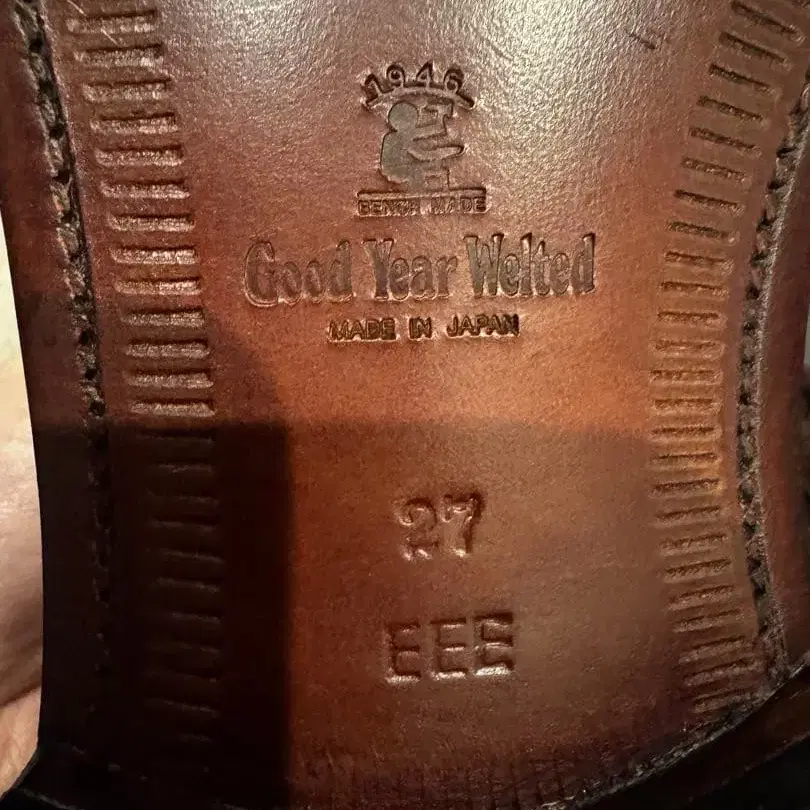 1946
BENCH MADE
Good Year Welted
MADE IN JAPAN
27
EEE